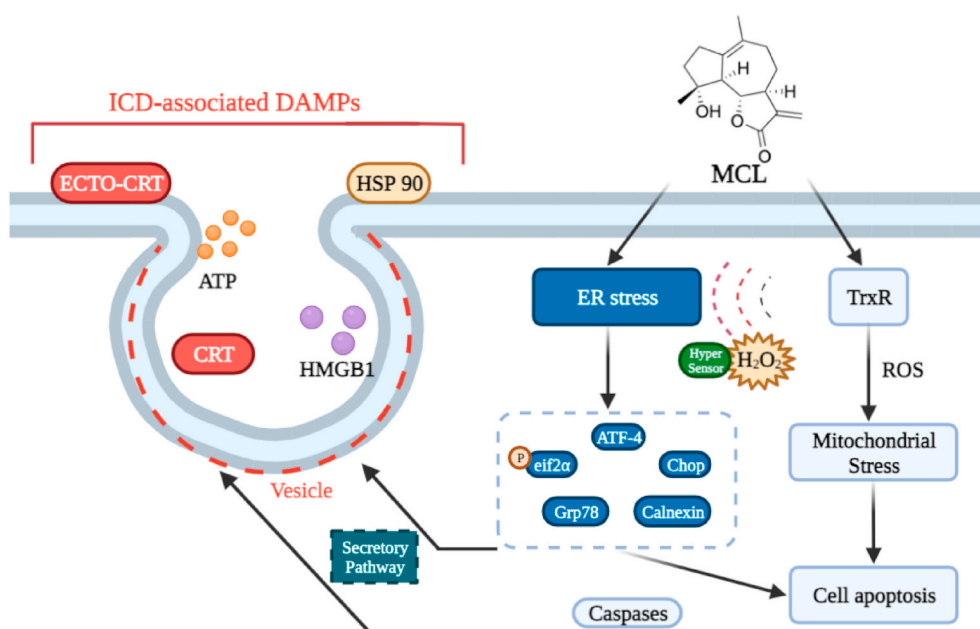 ICD-associated DAMPs
ECTO-CRT
HSP 90
ATP
CRT
HMGB1
Vesicle
Secretory
Pathway
H
H
OH
O
O
MCL
ER stress
TrxR
Hyper
Sensor
H₂O₂
ROS
ATF-4
P
eif2α
Chop
Grp78
Calnexin
Mitochondrial
Stress
Caspases
Cell apoptosis